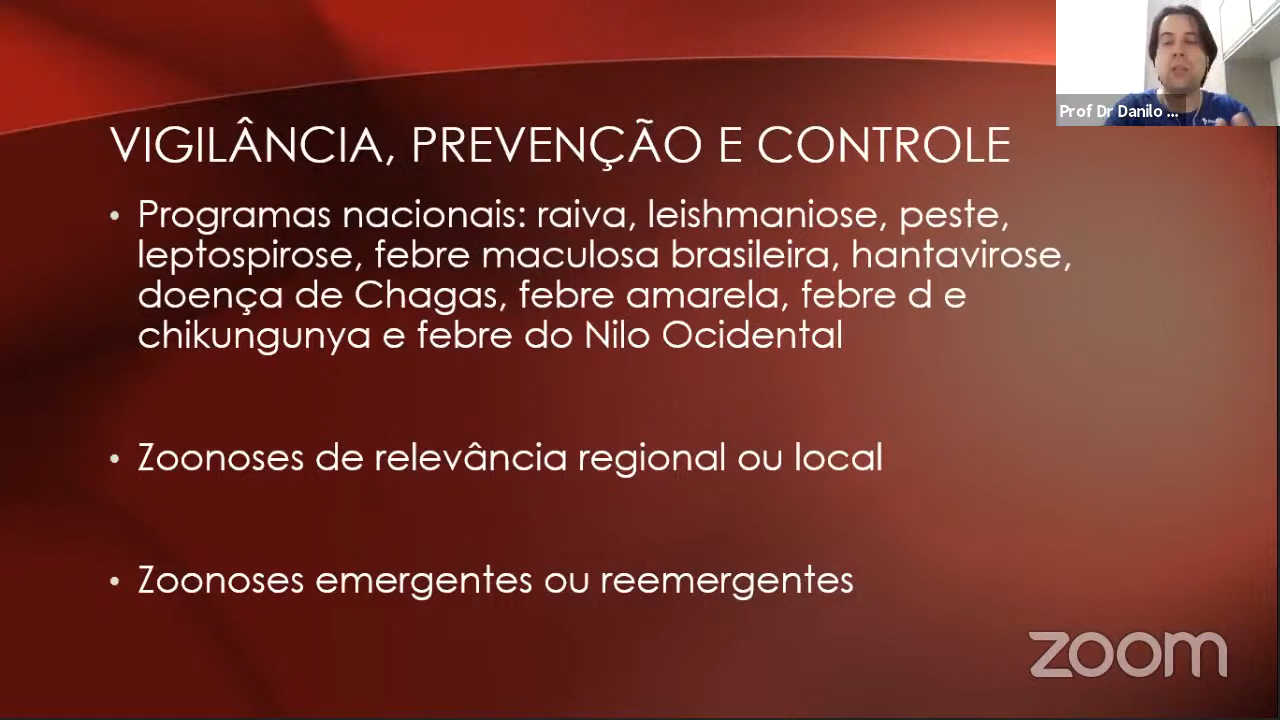 Prof Dr Danilo ...
VIGILÂNCIA, PREVENÇÃO E CONTROLE
• Programas nacionais: raiva, leishmaniose, peste,
leptospirose, febre maculosa brasileira, hantavirose,
doença de Chagas, febre amarela, febre d e
chikungunya e febre do Nilo Ocidental
• Zoonoses de relevância regional ou local
• Zoonoses emergentes ou reemergentes
zoom